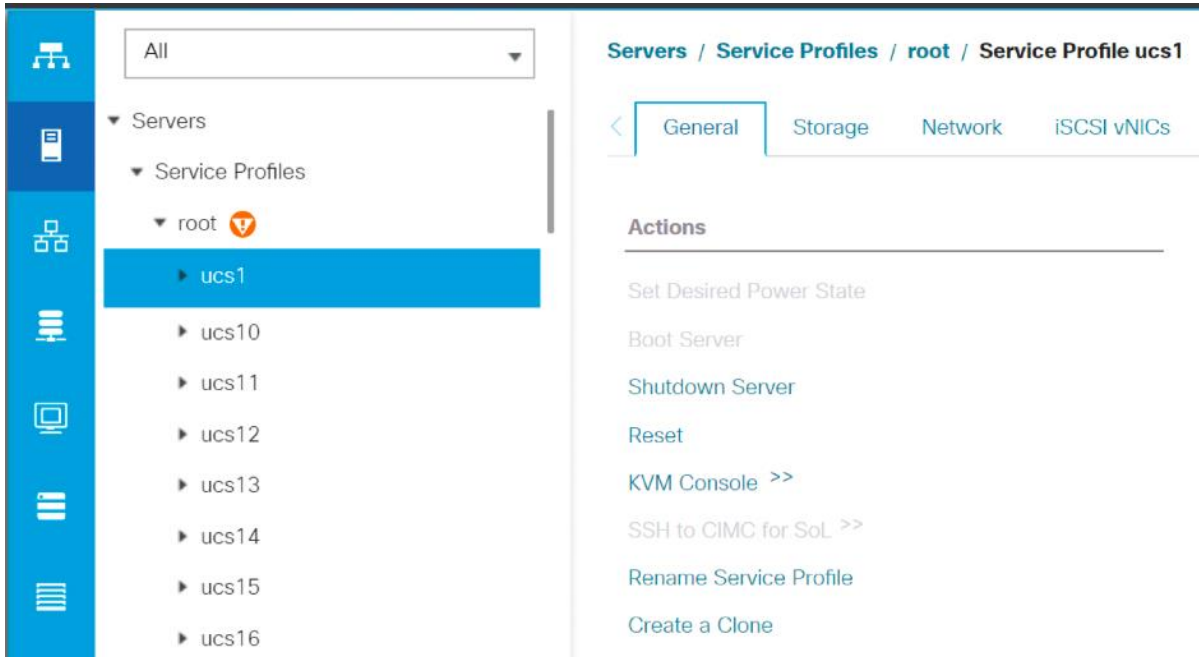 All
Servers
Service Profiles
root
ucs1
ucs10
ucs11
ucs12
ucs13
ucs14
ucs15
ucs16
Servers / Service Profiles / root / Service Profile ucs1
< General Storage Network iSCSI vNICs
Actions
Set Desired Power State
Boot Server
Shutdown Server
Reset
KVM Console >>
SSH to CIMC for SoL >>
Rename Service Profile
Create a Clone